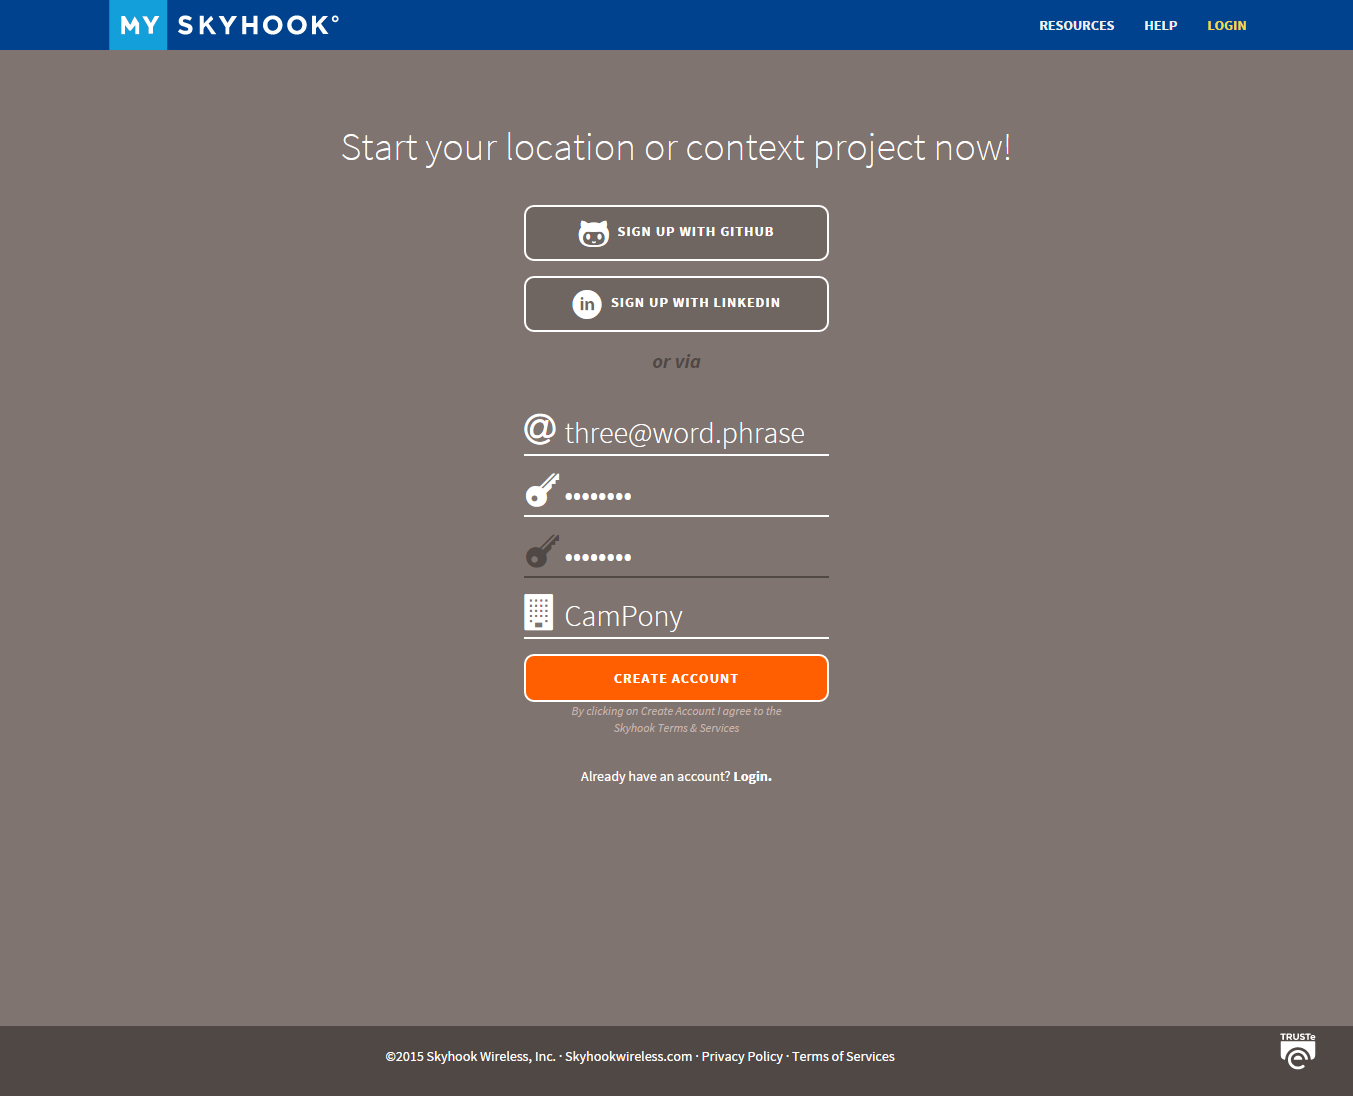 MY SKYHOOK°
RESOURCES HELP LOGIN
Start your location or context project now!
SIGN UP WITH GITHUB
in SIGN UP WITH LINKEDIN
or via
@ three@word.phrase
••••••••
••••••••
CamPony
CREATE ACCOUNT
By clicking on Create Account I agree to the
Skyhook Terms & Services
Already have an account? Login.
TRUSTe
©2015 Skyhook Wireless, Inc. · Skyhookwireless.com · Privacy Policy · Terms of Services